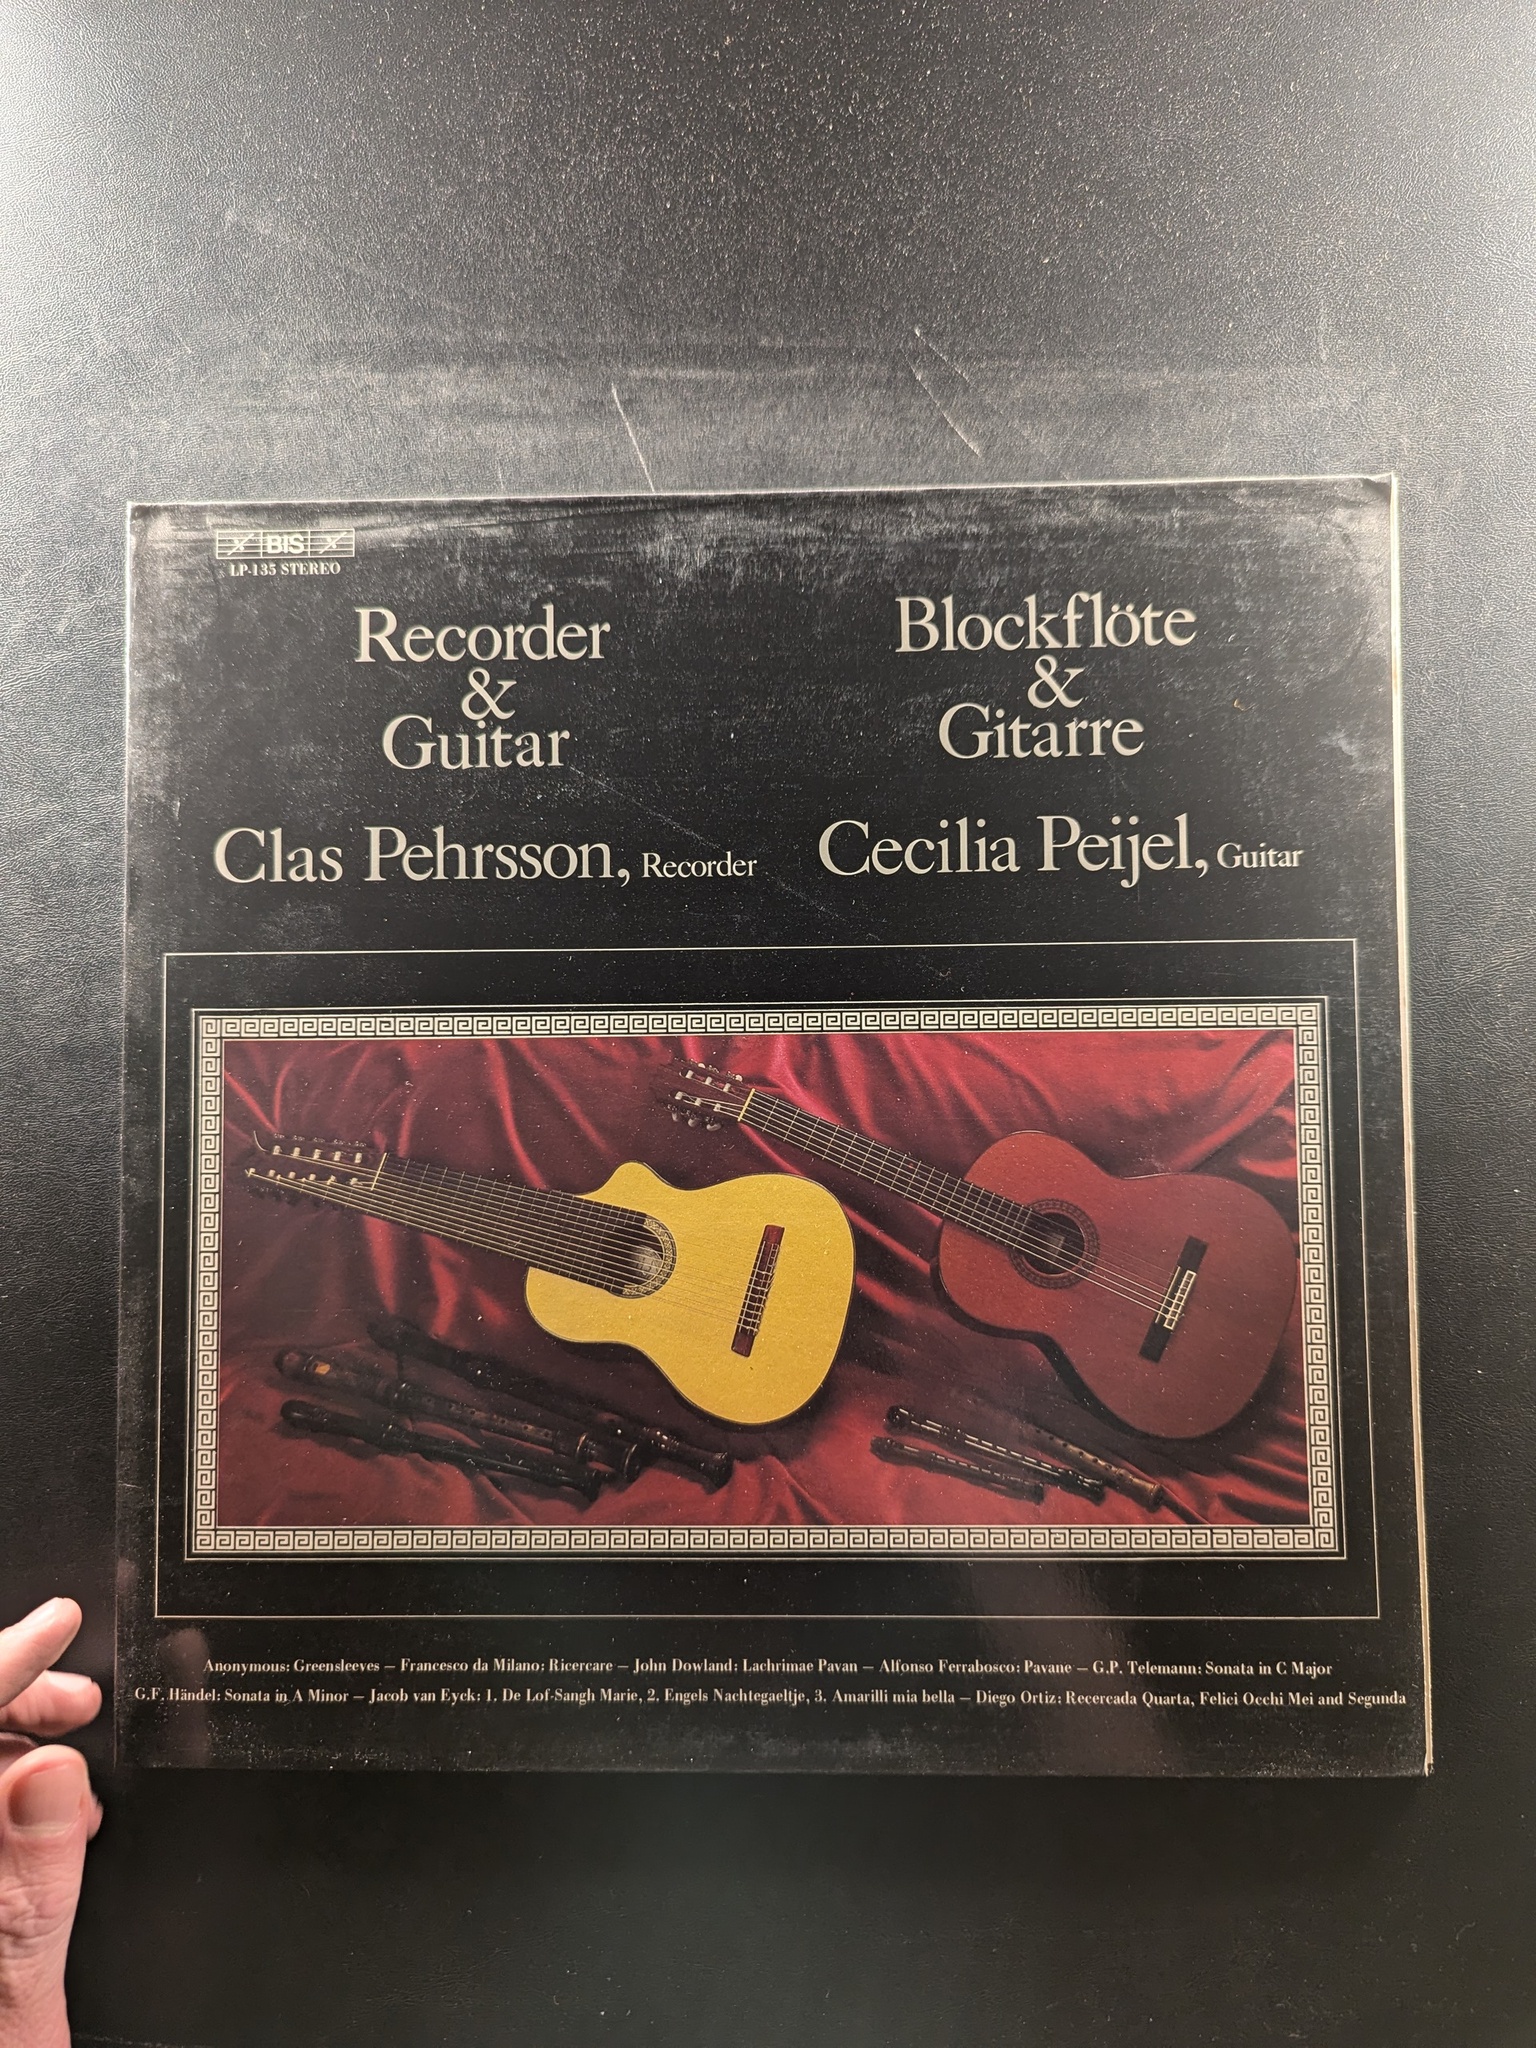 BIS
LP-135 STEREO
Recorder
&
Guitar
Blockflöte
&
Gitarre
Clas Pehrsson, Recorder
Cecilia Peijel, Guitar
Anonymous: Greensleeves – Francesco da Milano: Ricercare – John Dowland: Lachrimae Pavan – Alfonso Ferrabosco: Pavane – G.P. Telemann: Sonata in C Major
G.F. Händel: Sonata in A Minor – Jacob van Eyck: 1. De Lof-Sangh Marie, 2. Engels Nachtegaeltje, 3. Amarilli mia bella – Diego Ortiz: Recercada Quarta, Felici Occhi Mei and Segunda